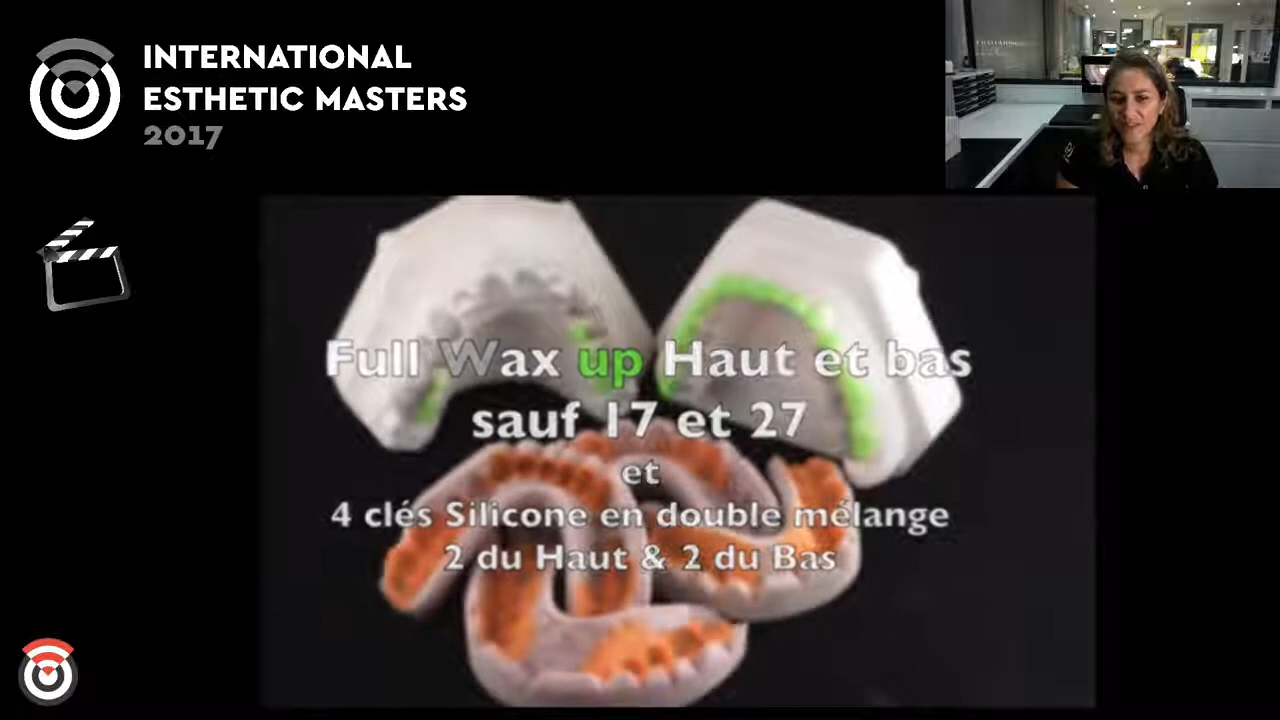 INTERNATIONAL
ESTHETIC MASTERS
2017
Full Wax up Haut et bas
sauf 17 et 27
et
4 clés Silicone en double mélange
2 du Haut & 2 du Bas